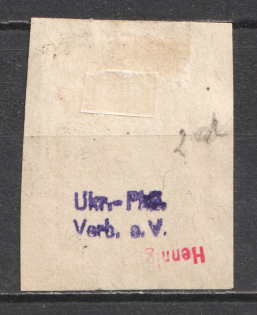 Ukr.-Phil.
Verb. e. V.
Hennig